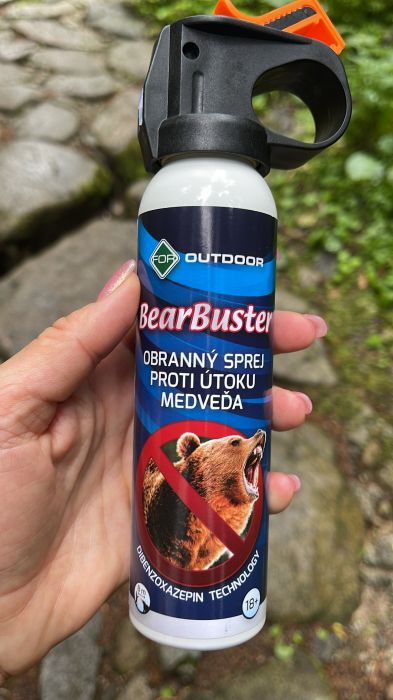 FOR OUTDOOR
BearBuster
OBRANNÝ SPREJ
PROTI ÚTOKU
MEDVEĎA
DIBENZOXAZEPIN TECHNOLOGY
18+